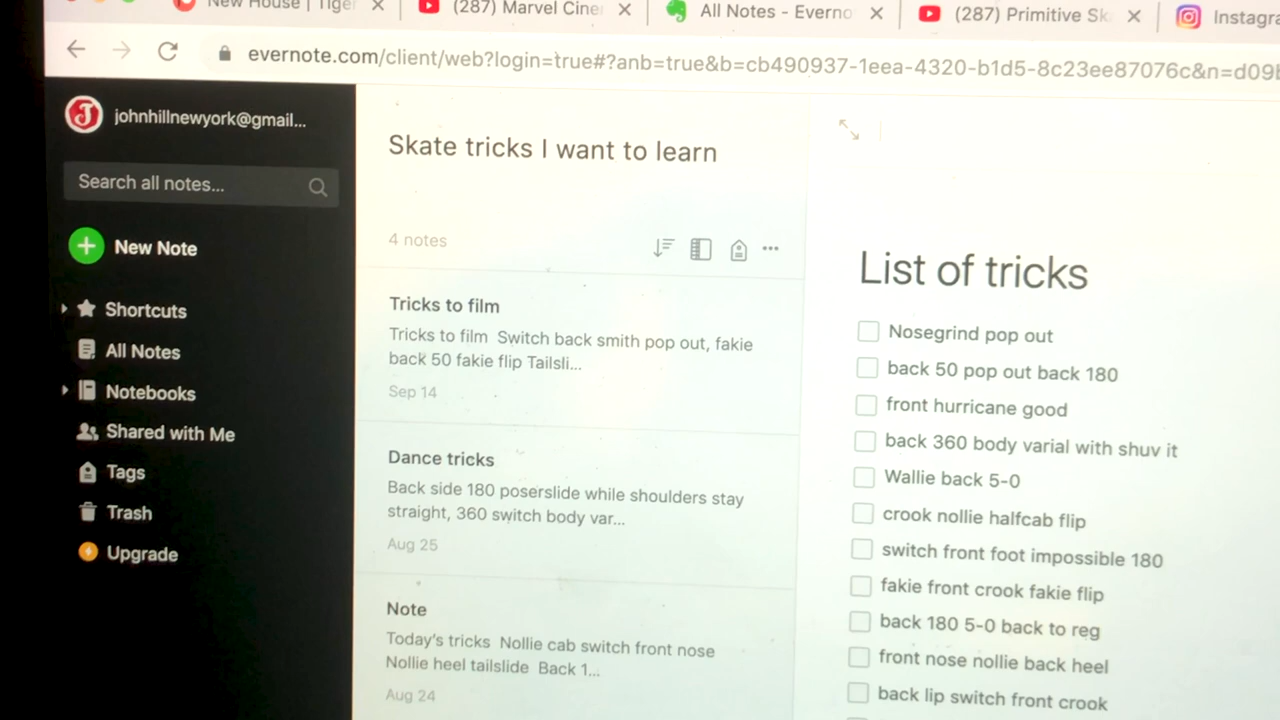 New House | Tiger
(287) Marvel Cine
All Notes - Everno
(287) Primitive Sk
Instagra
evernote.com/client/web?login=true#?anb=true&b=cb490937-1eea-4320-b1d5-8c23ee87076c&n=d09b
johnhillnewyork@gmail...
Search all notes...
New Note
Shortcuts
All Notes
Notebooks
Shared with Me
Tags
Trash
Upgrade
Skate tricks I want to learn
4 notes
Tricks to film
Tricks to film Switch back smith pop out, fakie
back 50 fakie flip Tailsli...
Sep 14
Dance tricks
Back side 180 poserslide while shoulders stay
straight, 360 switch body var...
Aug 25
Note
Today's tricks Nollie cab switch front nose
Nollie heel tailslide Back 1...
Aug 24
List of tricks
Nosegrind pop out
back 50 pop out back 180
front hurricane good
back 360 body varial with shuv it
Wallie back 5-0
crook nollie halfcab flip
switch front foot impossible 180
fakie front crook fakie flip
back 180 5-0 back to reg
front nose nollie back heel
back lip switch front crook